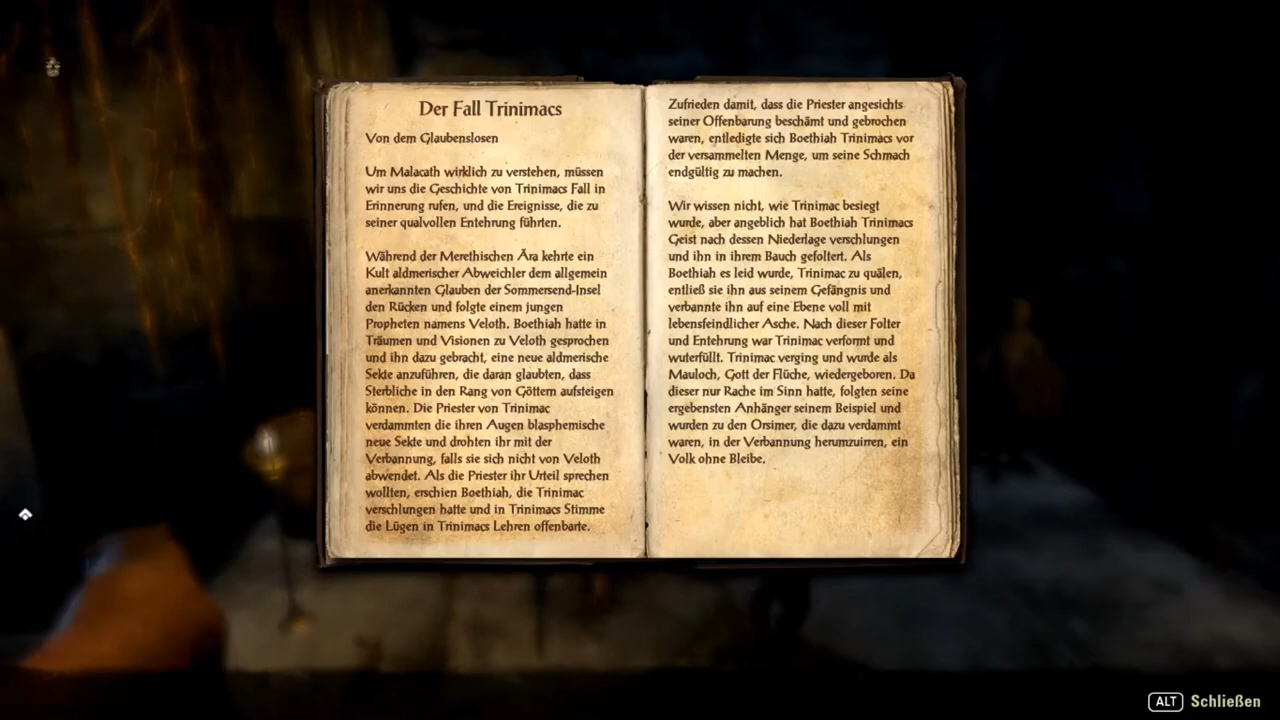 Der Fall Trinimacs
Von dem Glaubenslosen
Um Malacath wirklich zu verstehen, müssen
wir uns die Geschichte von Trinimacs Fall in
Erinnerung rufen, und die Ereignisse, die zu
seiner qualvollen Entehrung führten.
Während der Merethischen Ära kehrte ein
Kult aldmerischer Abweichler dem allgemein
anerkannten Glauben der Sommersend-Insel
den Rücken und folgte einem jungen
Propheten namens Veloth. Boethiah hatte in
Träumen und Visionen zu Veloth gesprochen
und ihn dazu gebracht, eine neue aldmerische
Sekte anzuführen, die daran glaubten, dass
Sterbliche in den Rang von Göttern aufsteigen
können. Die Priester von Trinimac
verdammten die ihren Augen blasphemische
neue Sekte und drohten ihr mit der
Verbannung, falls sie sich nicht von Veloth
abwendet. Als die Priester ihr Urteil sprechen
wollten, erschien Boethiah, die Trinimac
verschlungen hatte und in Trinimacs Stimme
die Lügen in Trinimacs Lehren offenbarte.
Zufrieden damit, dass die Priester angesichts
seiner Offenbarung beschämt und gebrochen
waren, entledigte sich Boethiah Trinimacs vor
der versammelten Menge, um seine Schmach
endgültig zu machen.
Wir wissen nicht, wie Trinimac besiegt
wurde, aber angeblich hat Boethiah Trinimacs
Geist nach dessen Niederlage verschlungen
und ihn in ihrem Bauch gefoltert. Als
Boethiah es leid wurde, Trinimac zu quälen,
entließ sie ihn aus seinem Gefängnis und
verbannte ihn auf eine Ebene voll mit
lebensfeindlicher Asche. Nach dieser Folter
und Entehrung war Trinimac verformt und
wuterfüllt. Trinimac verging und wurde als
Mauloch, Gott der Flüche, wiedergeboren. Da
dieser nur Rache im Sinn hatte, folgten seine
ergebensten Anhänger seinem Beispiel und
wurden zu den Orsimer, die dazu verdammt
waren, in der Verbannung herumzuirren, ein
Volk ohne Bleibe.
ALT Schließen